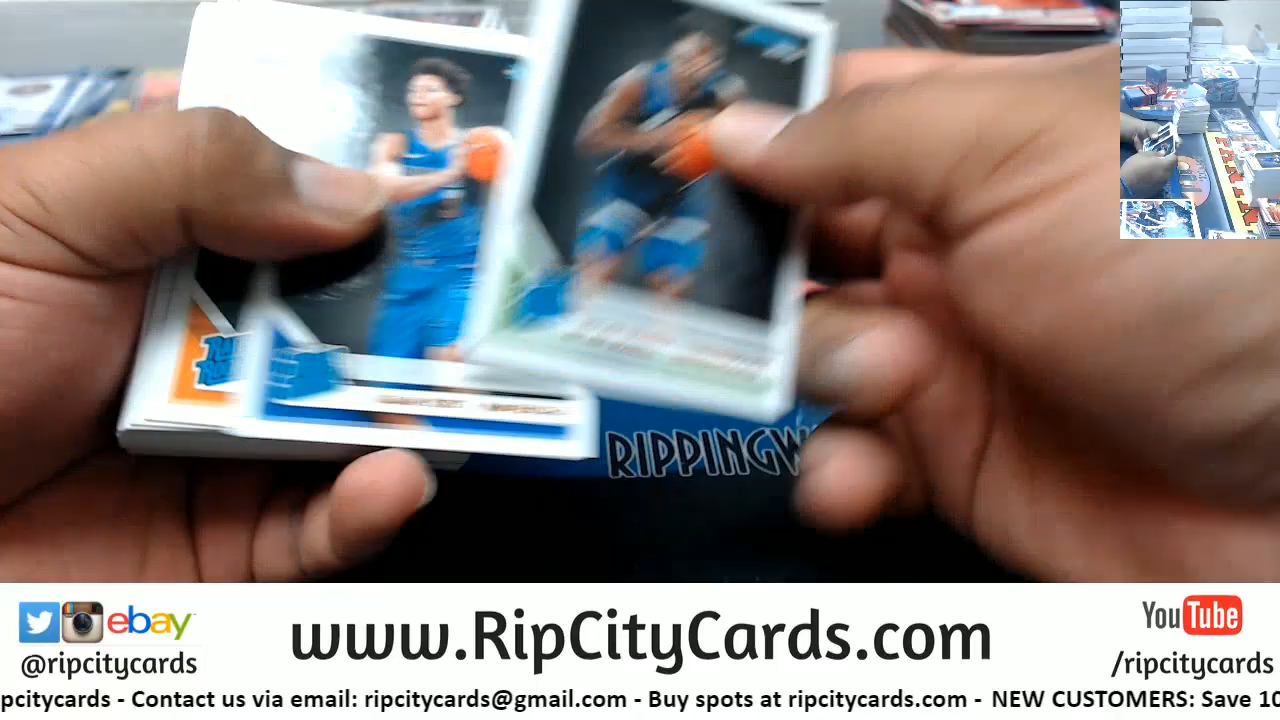 RIPPINGW
PANINI
ebay
@ripcitycards
www.RipCityCards.com
YouTube
/ripcitycards
pcitycards - Contact us via email: ripcitycards@gmail.com - Buy spots at ripcitycards.com - NEW CUSTOMERS: Save 10